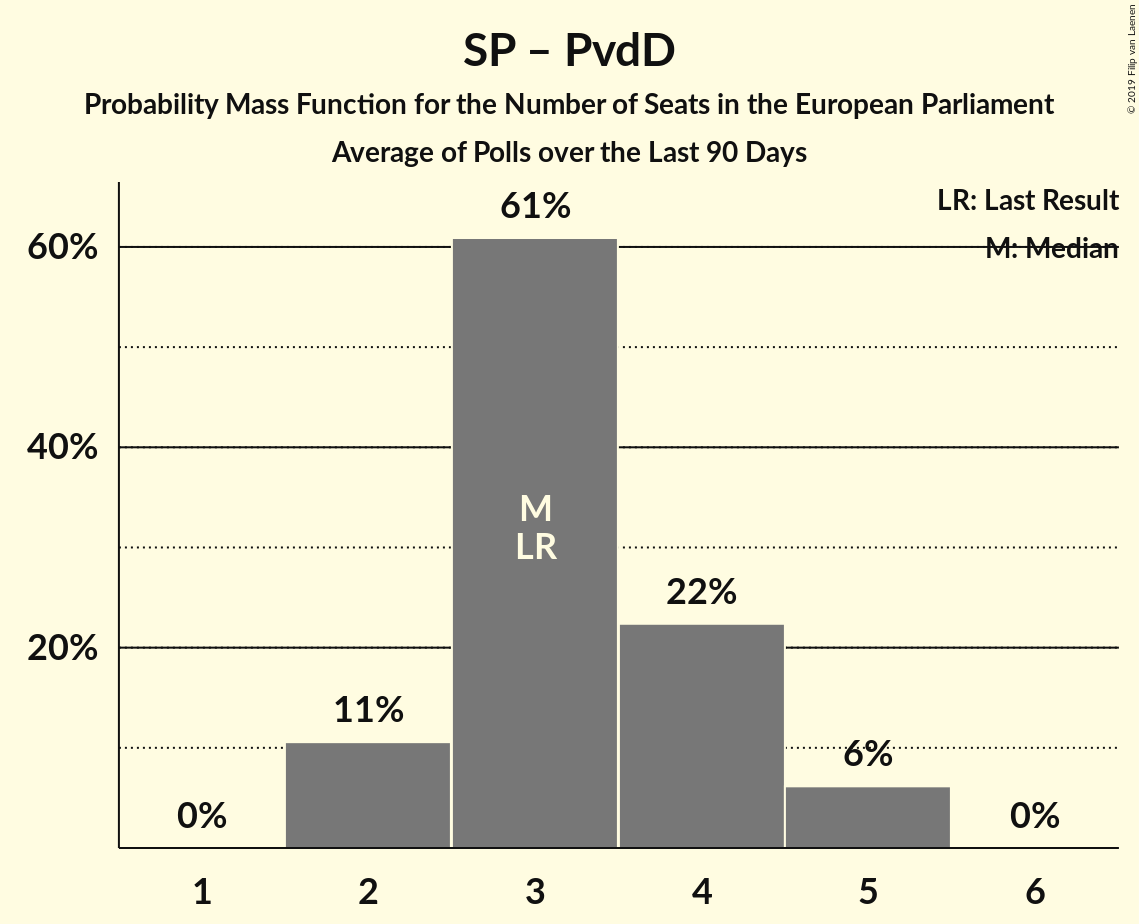 SP – PvdD
Probability Mass Function for the Number of Seats in the European Parliament
Average of Polls over the Last 90 Days
© 2019 Filip van Laenen
LR: Last Result
M: Median
60%
40%
20%
0%
11%
61%
22%
6%
0%
M
LR
1
2
3
4
5
6